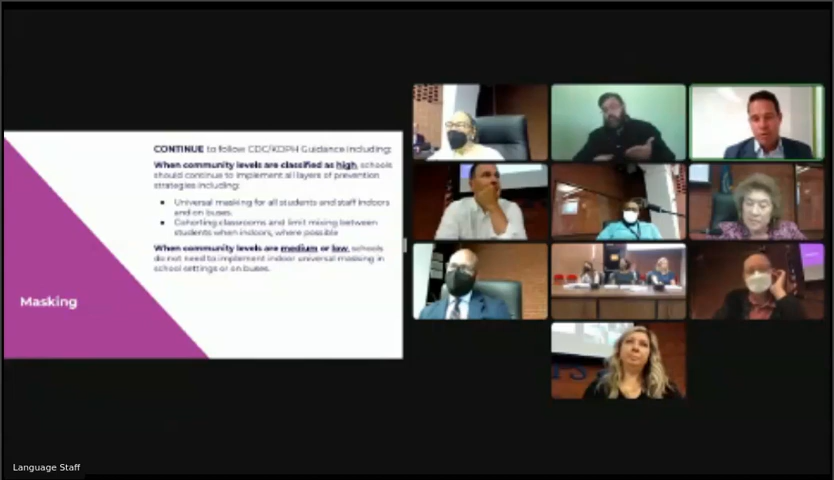 CONTINUE to follow CDC/KDPH Guidance including:
When community levels are classified as high, schools
should continue to implement all layers of prevention
strategies including:
Universal masking for all students and staff indoors
and on buses.
Cohorting classrooms and limit mixing between
students when indoors, where possible
When community levels are medium or low, schools
do not need to implement indoor universal masking in
school settings or on buses.
Masking
Language Staff